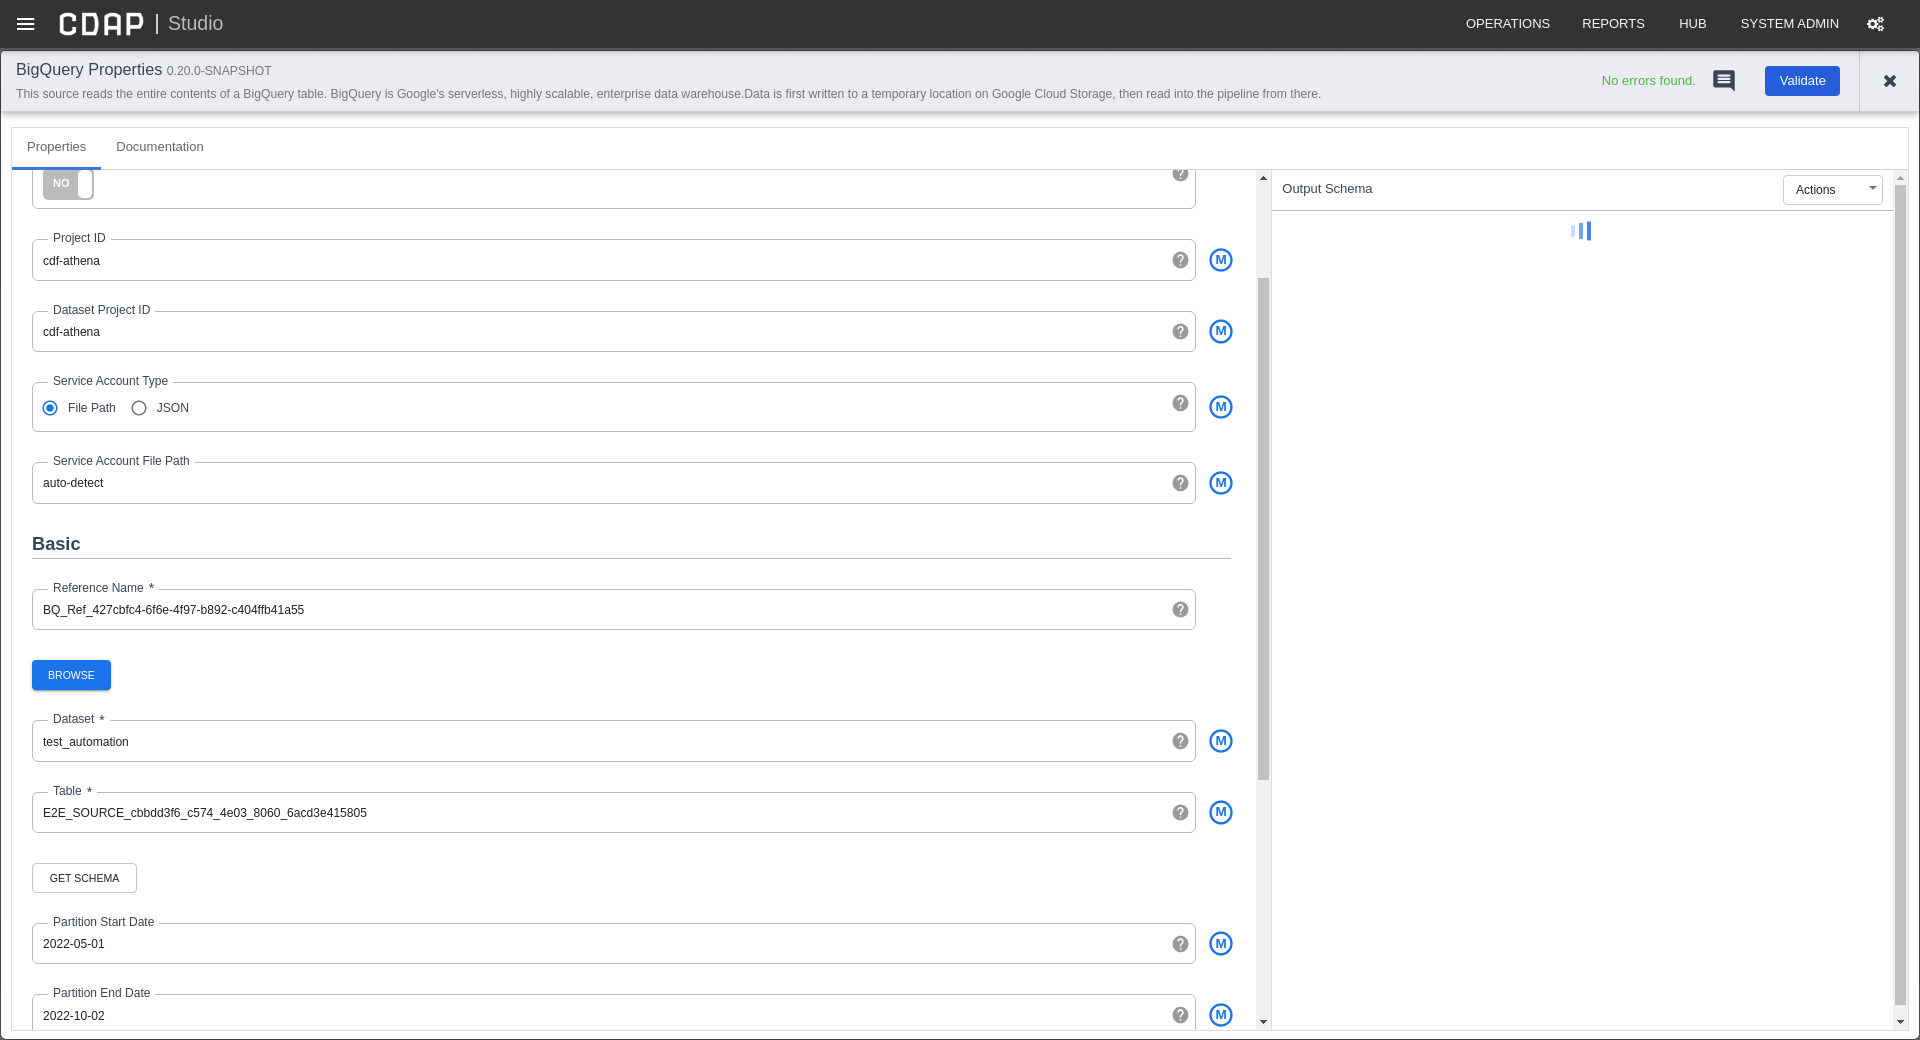 CDAP | Studio
OPERATIONS REPORTS HUB SYSTEM ADMIN
BigQuery Properties 0.20.0-SNAPSHOT
This source reads the entire contents of a BigQuery table. BigQuery is Google's serverless, highly scalable, enterprise data warehouse.Data is first written to a temporary location on Google Cloud Storage, then read into the pipeline from there.
No errors found.
Validate
Properties Documentation
NO
?
Output Schema
Actions
Project ID
cdf-athena
? M
Dataset Project ID
cdf-athena
? M
Service Account Type
File Path JSON
? M
Service Account File Path
auto-detect
? M
Basic
Reference Name *
BQ_Ref_427cbfc4-6f6e-4f97-b892-c404ffb41a55
?
BROWSE
Dataset *
test_automation
? M
Table *
E2E_SOURCE_cbbdd3f6_c574_4e03_8060_6acd3e415805
? M
GET SCHEMA
Partition Start Date
2022-05-01
? M
Partition End Date
2022-10-02
? M